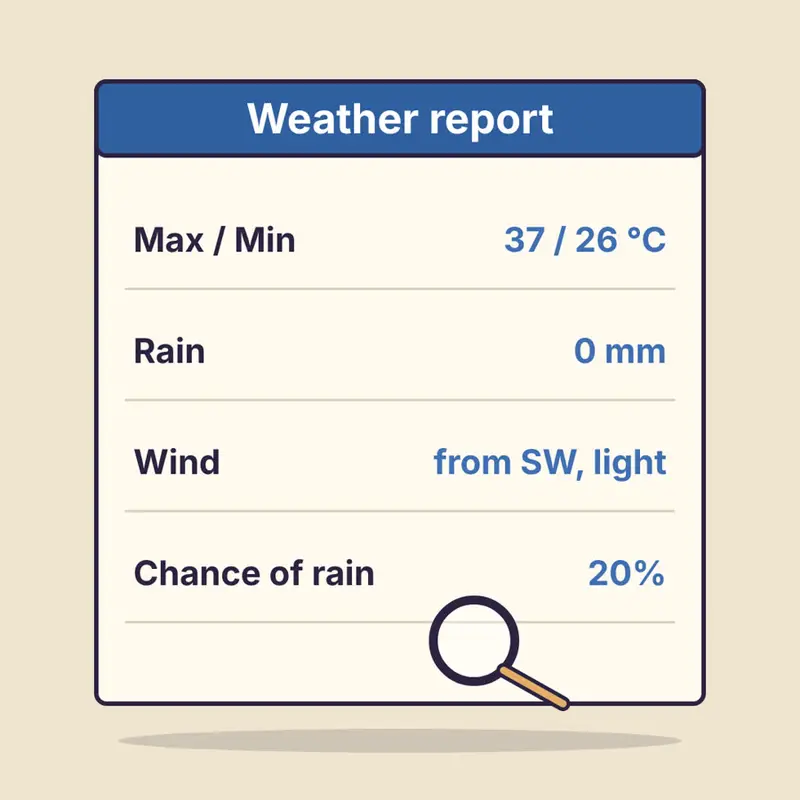 Weather report
Max / Min 37 / 26 °C
Rain 0 mm
Wind from SW, light
Chance of rain 20%